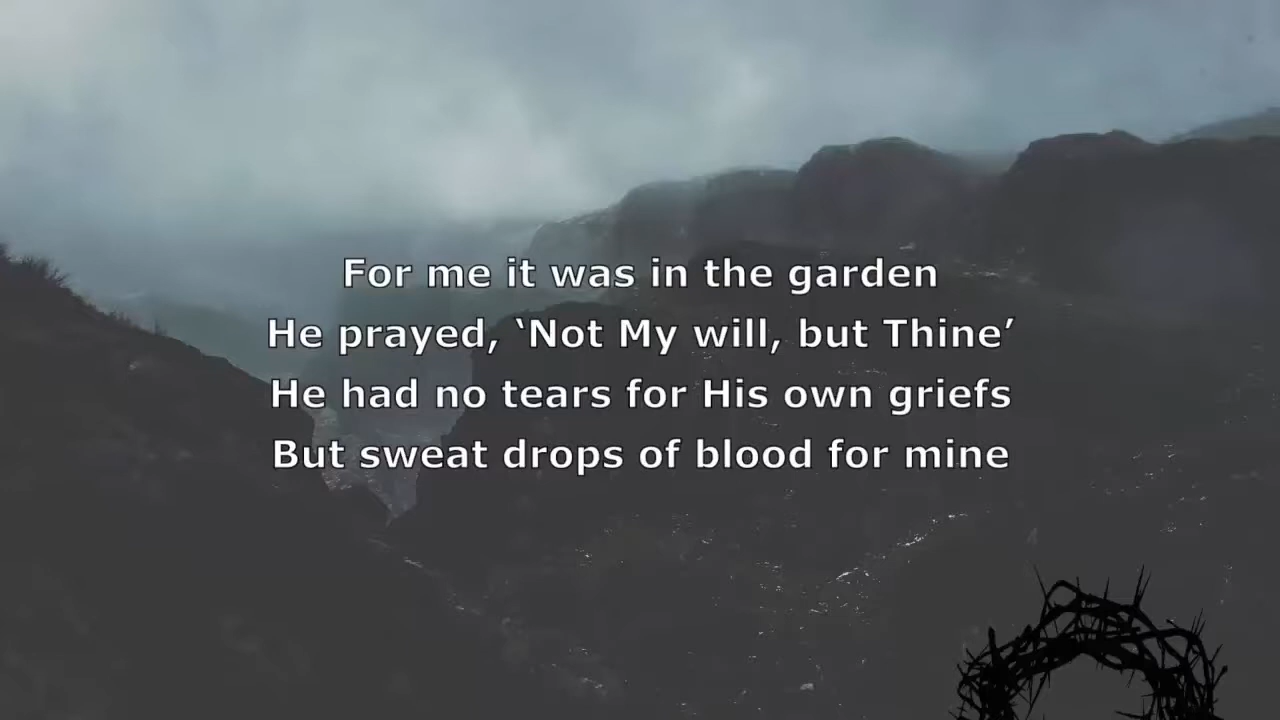 For me it was in the garden
He prayed, ‘Not My will, but Thine’
He had no tears for His own griefs
But sweat drops of blood for mine